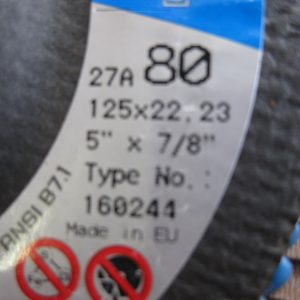 27A 80
125x22,23
5" x 7/8"
Type No.:
160244
Made in EU
ANSI B7.1